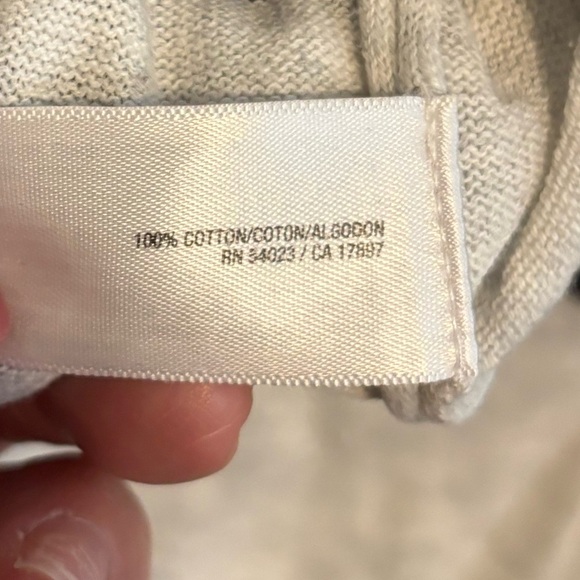 100% COTTON/COTON/ALGODON
RN 54023 / CA 17897